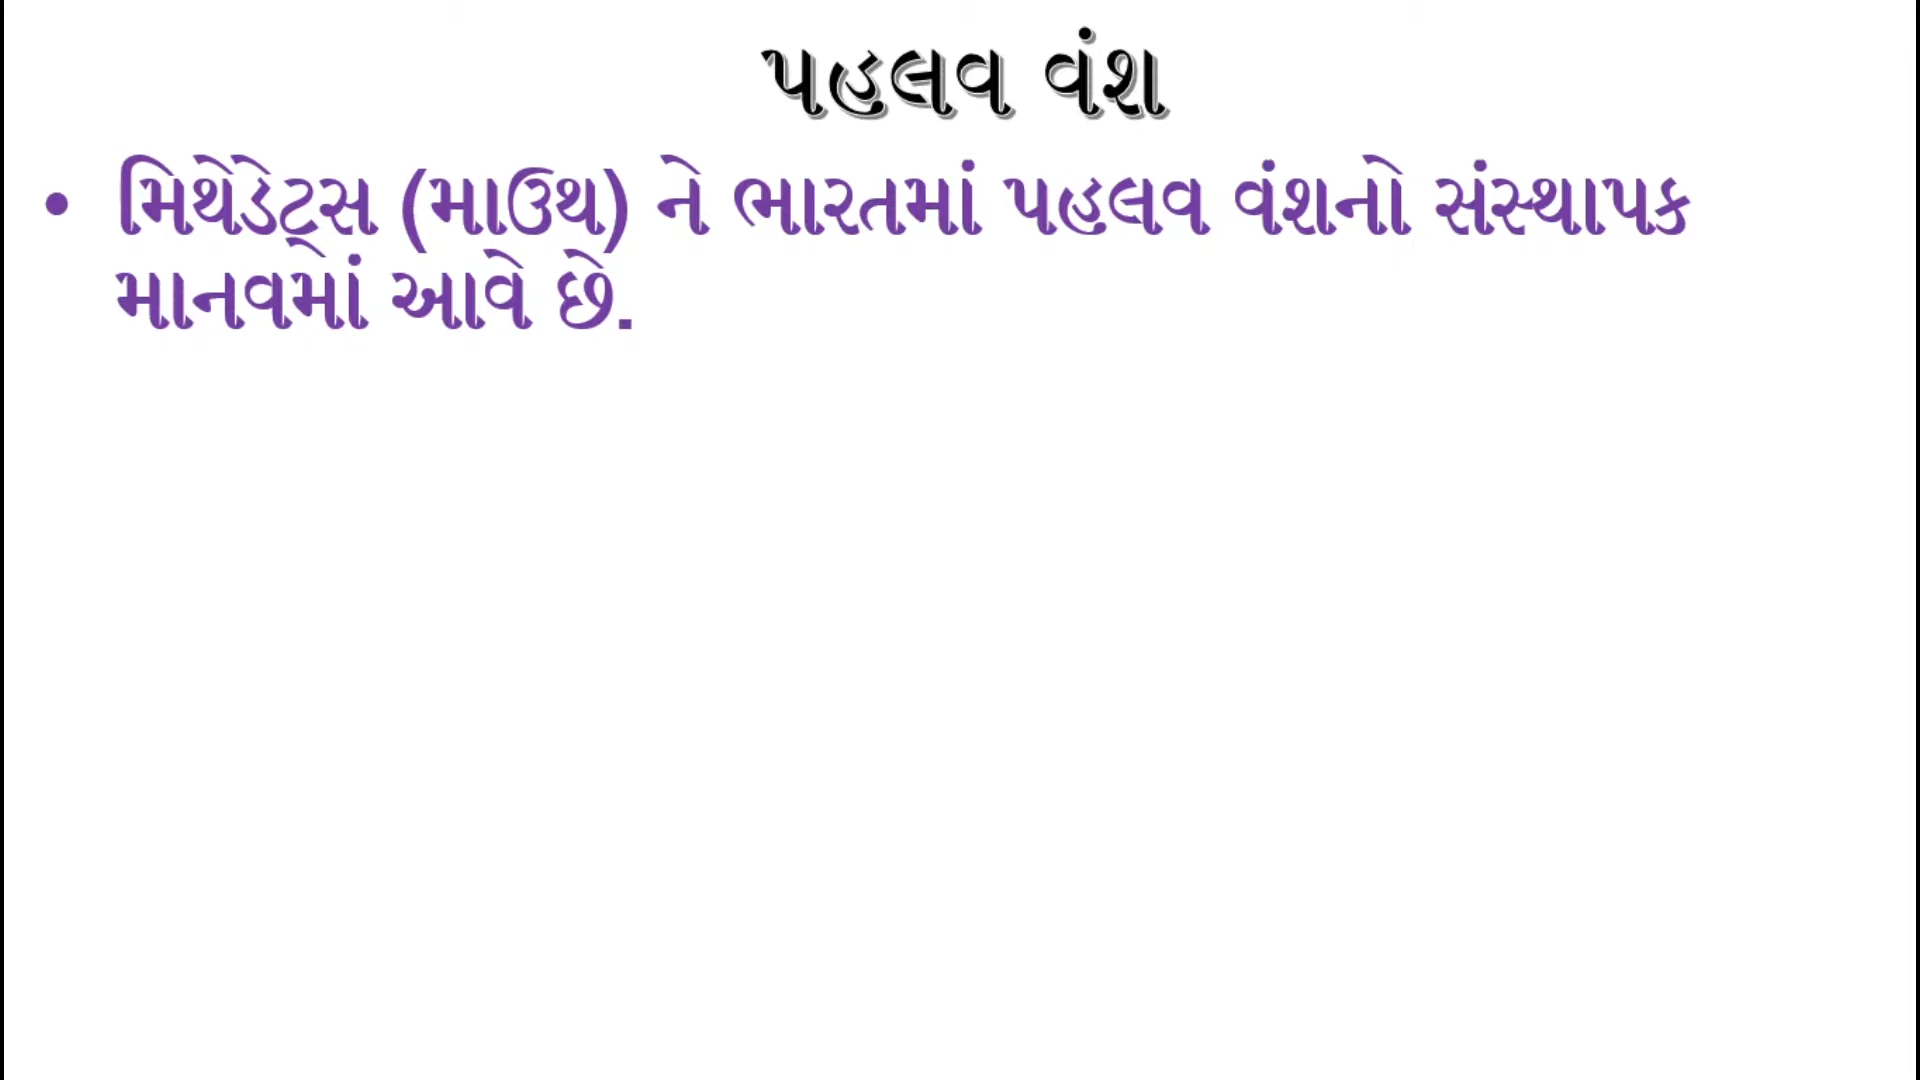 પહલવ વંશ
• મિથેડેટ્સ (માઉથ) ને ભારતમાં પહલવ વંશનો સંસ્થાપક
માનવમાં આવે છે.